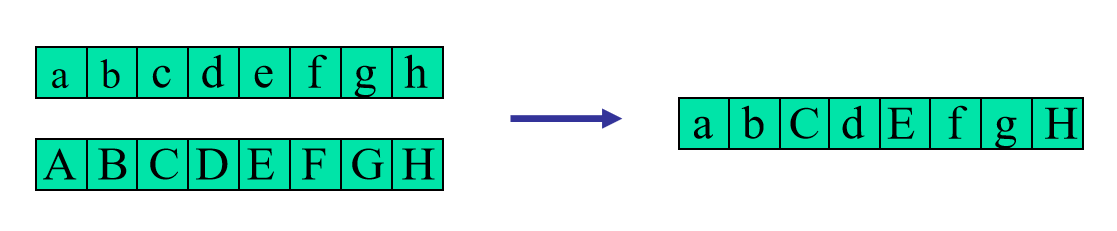 a b c d e f g h
A B C D E F G H
a b C d E f g H